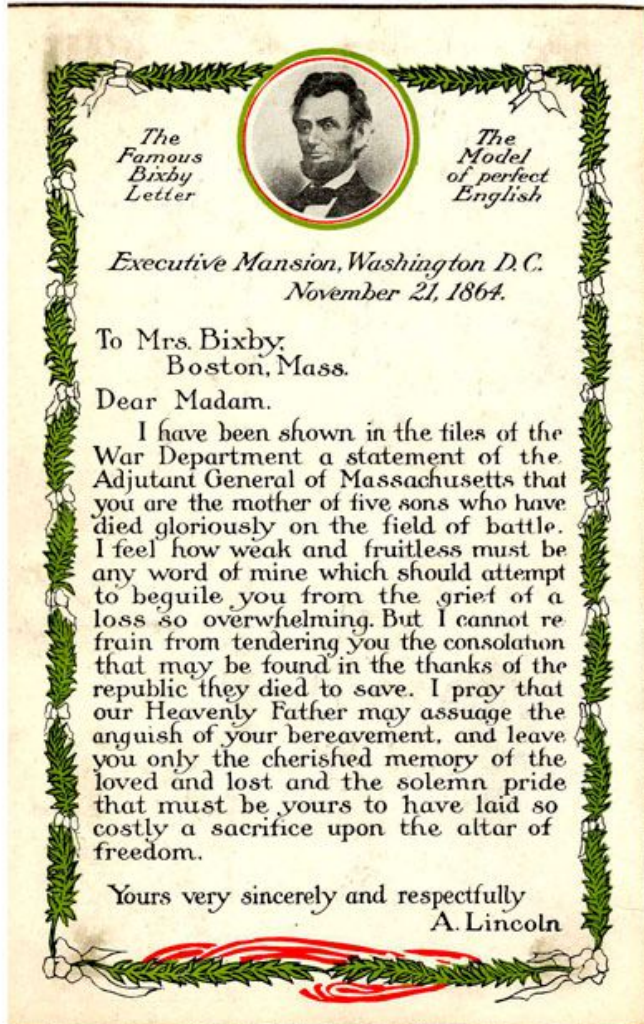 The
Famous
Bixby
Letter
The
Model
of perfect
English
Executive Mansion, Washington D.C.
November 21, 1864.
To Mrs. Bixby,
Boston, Mass.
Dear Madam.
I have been shown in the files of the
War Department a statement of the
Adjutant General of Massachusetts that
you are the mother of five sons who have
died gloriously on the field of battle.
I feel how weak and fruitless must be
any word of mine which should attempt
to beguile you from the grief of a
loss so overwhelming. But I cannot re
frain from tendering you the consolation
that may be found in the thanks of the
republic they died to save. I pray that
our Heavenly Father may assuage the
anguish of your bereavement, and leave
you only the cherished memory of the
loved and lost and the solemn pride
that must be yours to have laid so
costly a sacrifice upon the altar of
freedom.
Yours very sincerely and respectfully
A. Lincoln